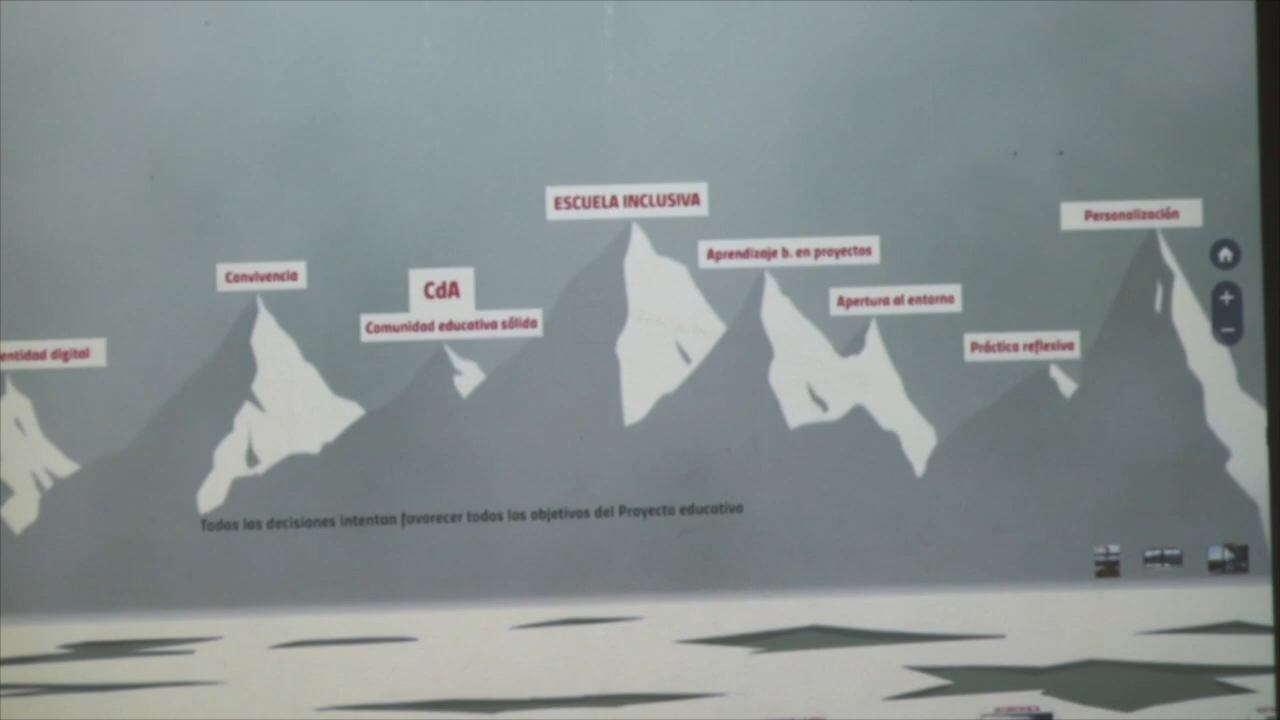 ESCUELA INCLUSIVA
Personalización
Aprendizaje b. en proyectos
Convivencia
CdA
Apertura al entorno
Comunidad educativa sólida
Práctica reflexiva
entidad digital
Todas las decisiones intentan favorecer todos los objetivos del Proyecto educativo